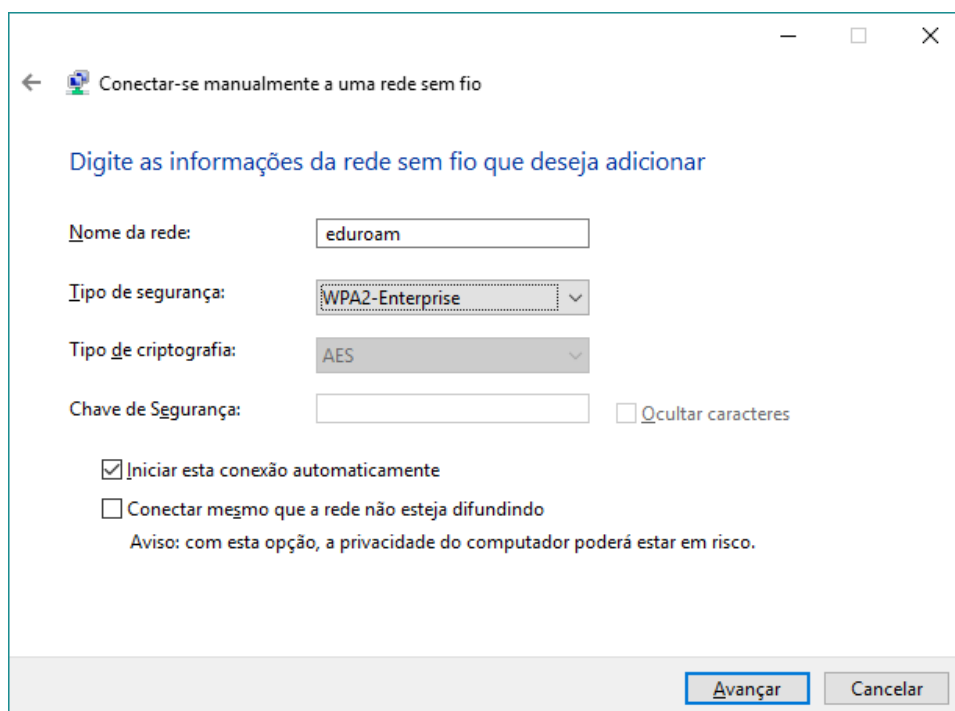 Conectar-se manualmente a uma rede sem fio
Digite as informações da rede sem fio que deseja adicionar
Nome da rede: eduroam
Tipo de segurança: WPA2-Enterprise
Tipo de criptografia: AES
Chave de Segurança: Ocultar caracteres
Iniciar esta conexão automaticamente
Conectar mesmo que a rede não esteja difundindo
Aviso: com esta opção, a privacidade do computador poderá estar em risco.
Avançar Cancelar